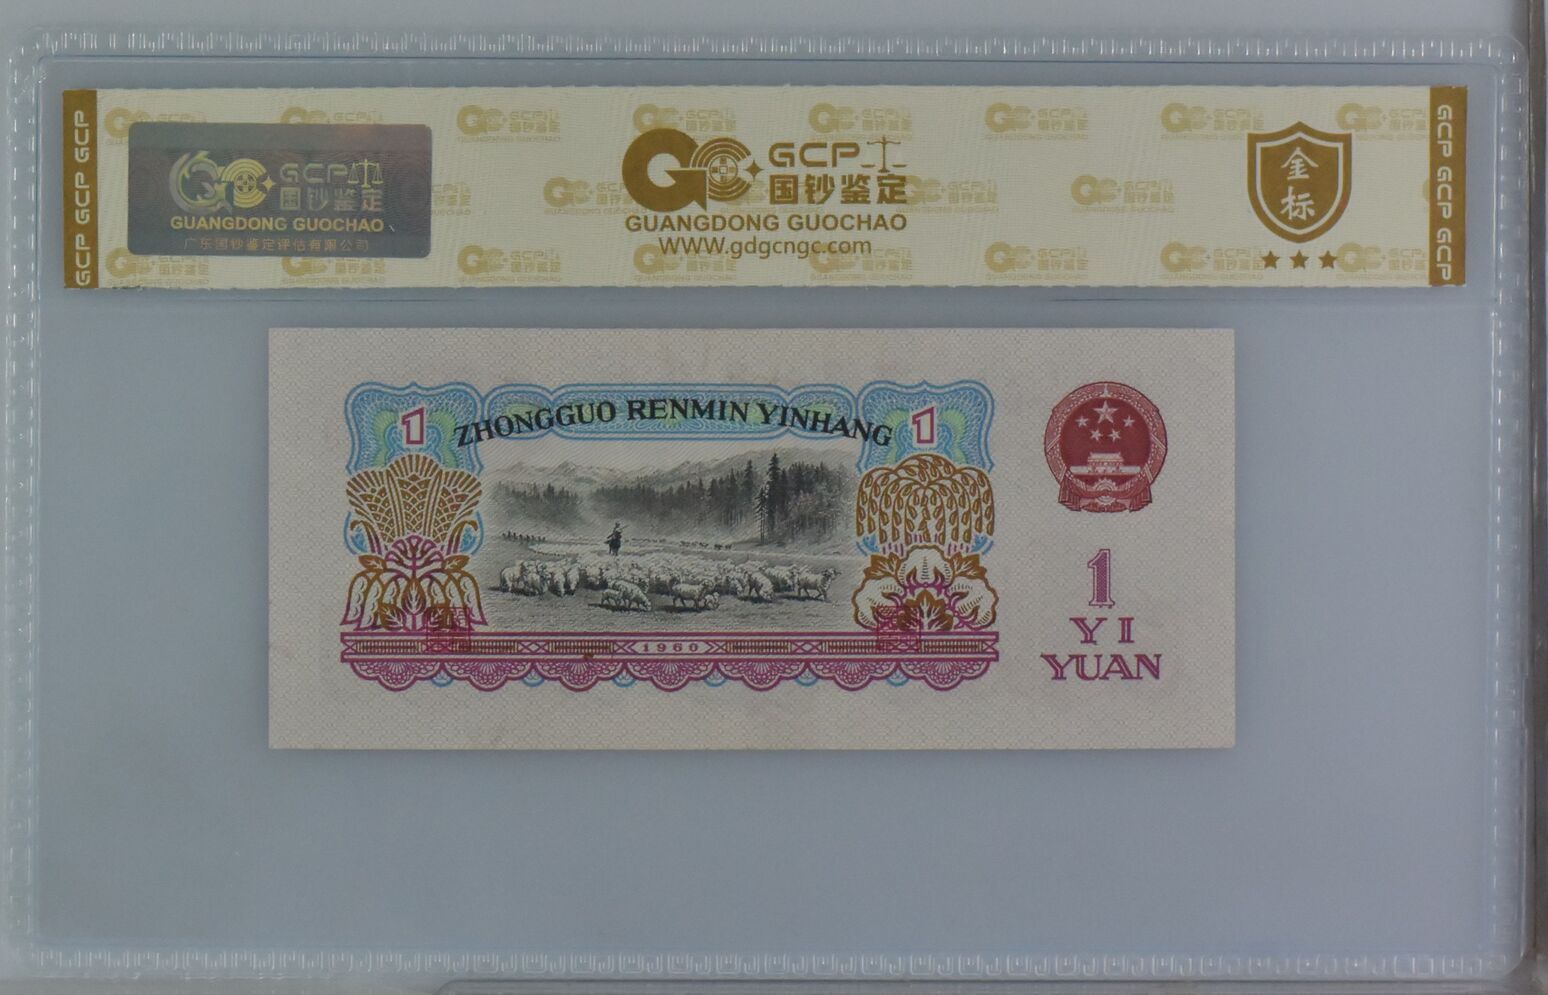 GCP GCP GCP
GCP
国钞鉴定
GUANGDONG GUOCHAO
广东国钞鉴定评估有限公司
GCP
国钞鉴定
GUANGDONG GUOCHAO
WWW.gdgcngc.com
金
标
GCP GCP GCP
ZHONGGUO RENMIN YINHANG
1
1
1960
1
YI
YUAN